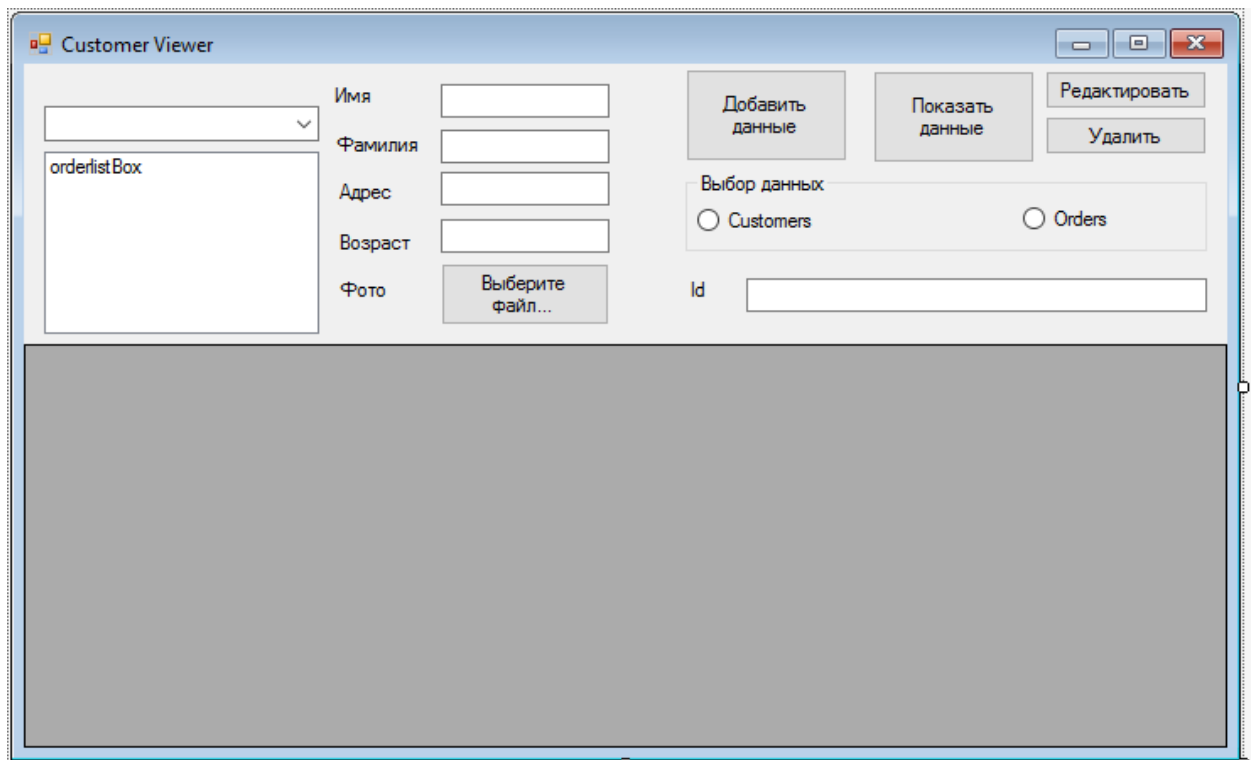 Customer Viewer
orderlistBox
Имя
Фамилия
Адрес
Возраст
Фото
Выберите
файл...
Добавить
данные
Показать
данные
Редактировать
Удалить
Выбор данных
Customers
Orders
Id